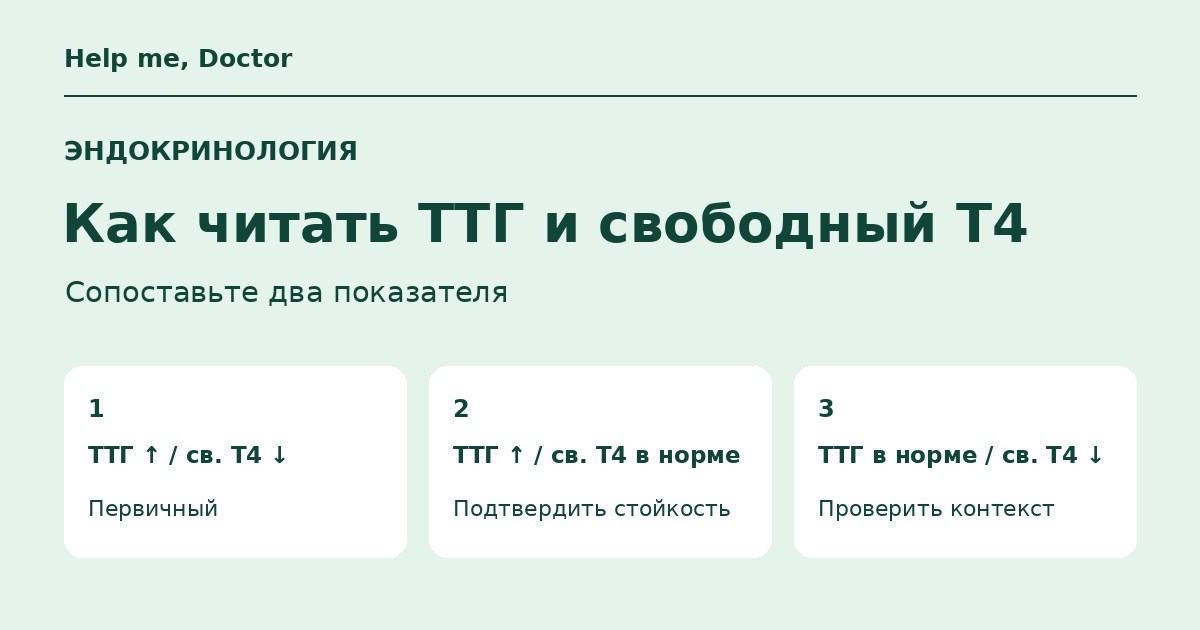 Help me, Doctor
ЭНДОКРИНОЛОГИЯ
Как читать ТТГ и свободный Т4
Сопоставьте два показателя
1
ТТГ ↑ / св. Т4 ↓
Первичный
2
ТТГ ↑ / св. Т4 в норме
Подтвердить стойкость
3
ТТГ в норме / св. Т4 ↓
Проверить контекст